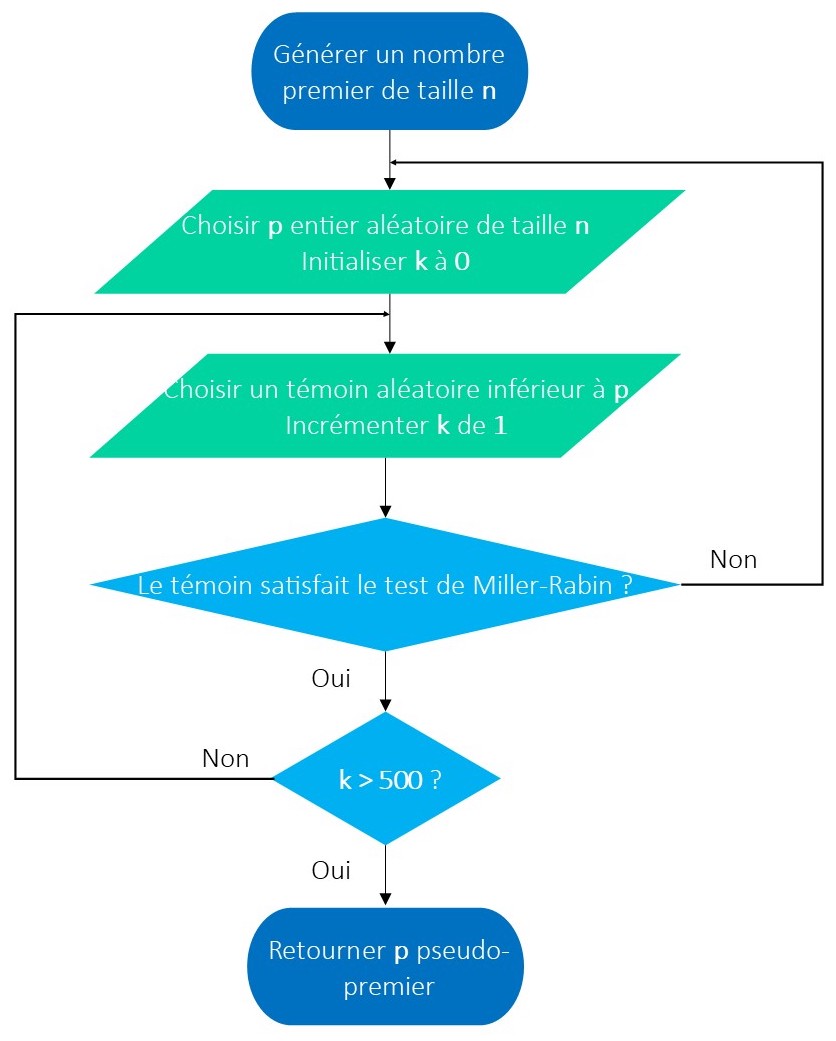 Générer un nombre
premier de taille n
Choisir p entier aléatoire de taille n
Initialiser k à 0
Choisir un témoin aléatoire inférieur à p
Incrémenter k de 1
Le témoin satisfait le test de Miller-Rabin ?
Non
Oui
Non
k > 500 ?
Oui
Retourner p pseudo-
premier